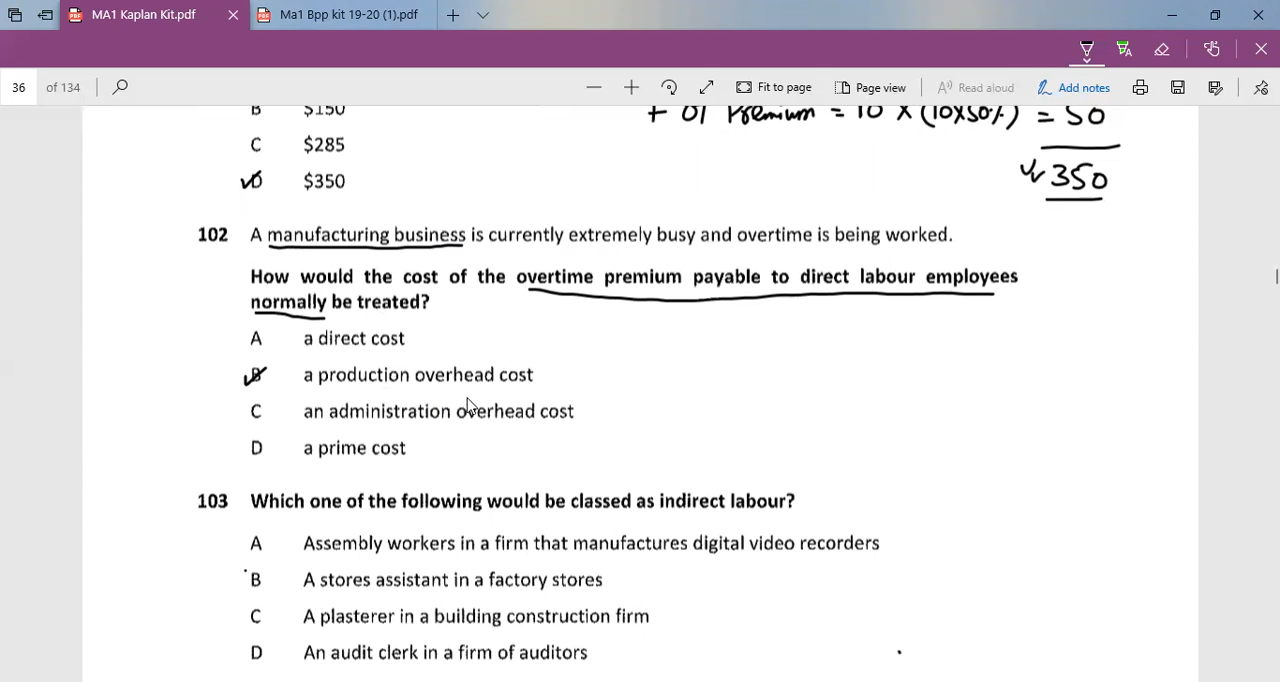 MA1 Kaplan Kit.pdf
Ma1 Bpp kit 19-20 (1).pdf
36 of 134
Fit to page
Page view
Read aloud
Add notes
B $150
+ OT Premium = 10 x (10x50%) = 50
C $285
D $350
350
102 A manufacturing business is currently extremely busy and overtime is being worked.
How would the cost of the overtime premium payable to direct labour employees
normally be treated?
A a direct cost
B a production overhead cost
C an administration overhead cost
D a prime cost
103 Which one of the following would be classed as indirect labour?
A Assembly workers in a firm that manufactures digital video recorders
B A stores assistant in a factory stores
C A plasterer in a building construction firm
D An audit clerk in a firm of auditors